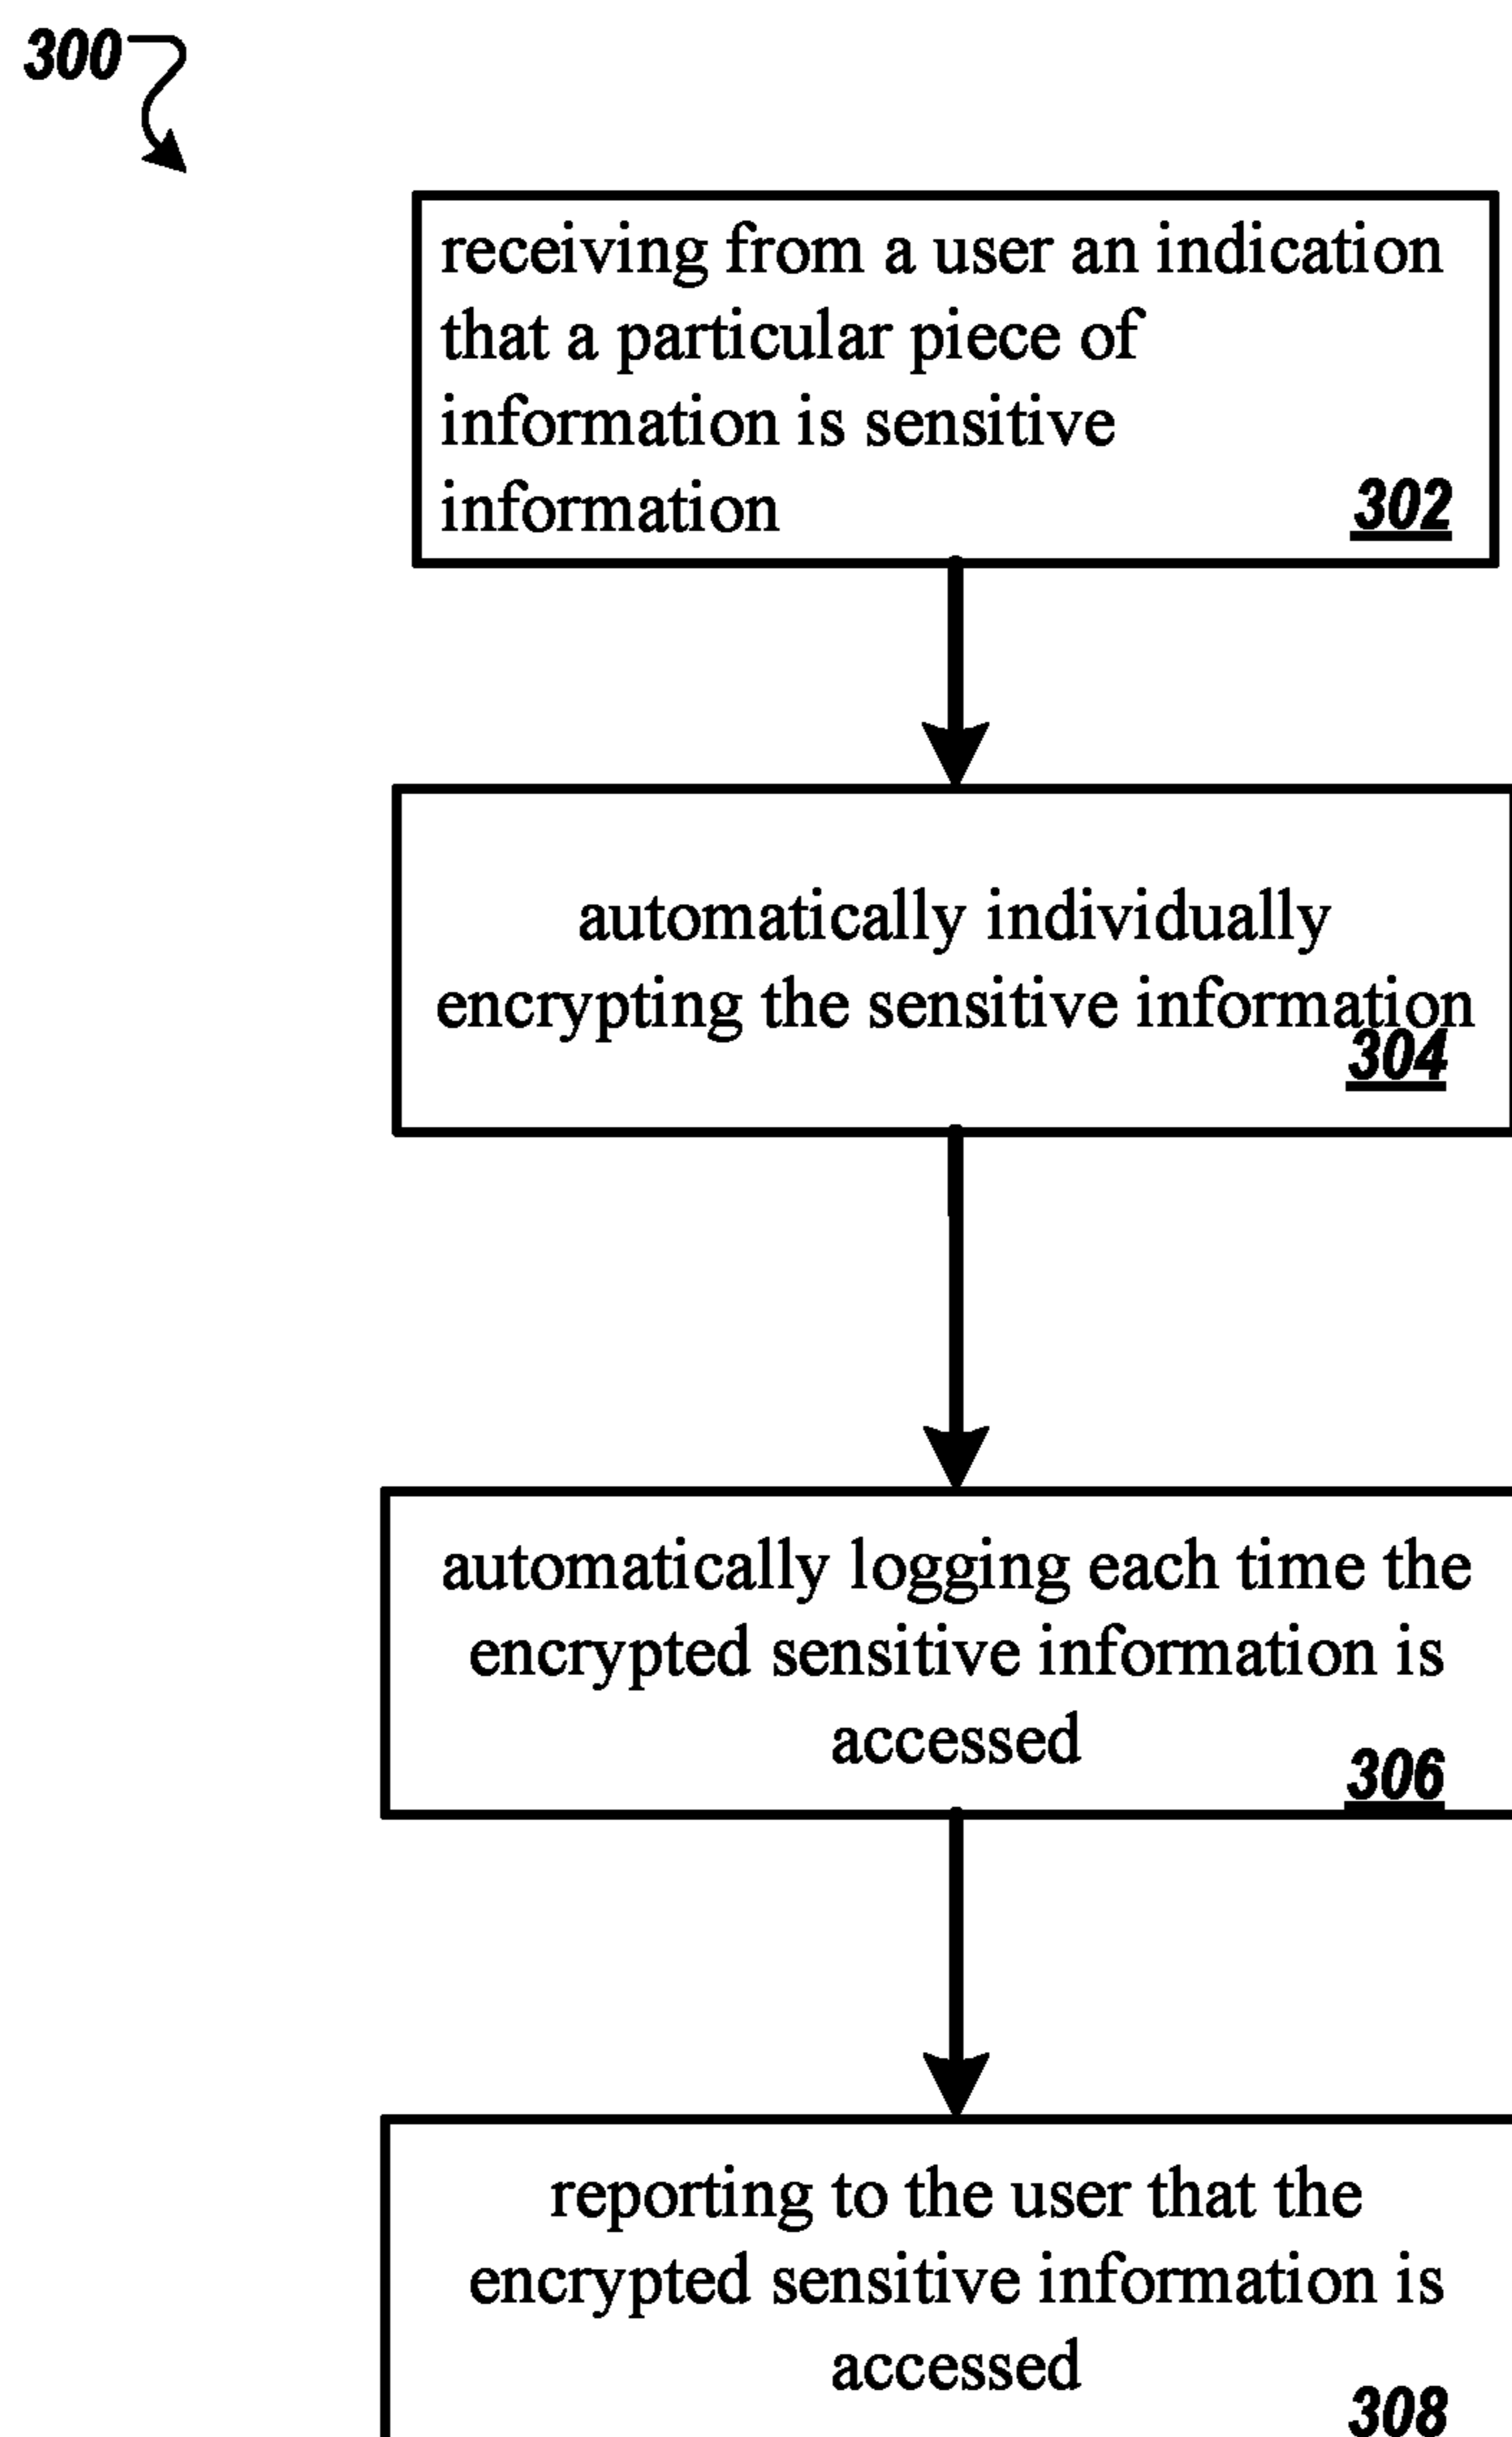 300
receiving from a user an indication
that a particular piece of
information is sensitive
information
302
automatically individually
encrypting the sensitive information
304
automatically logging each time the
encrypted sensitive information is
accessed
306
reporting to the user that the
encrypted sensitive information is
accessed
308